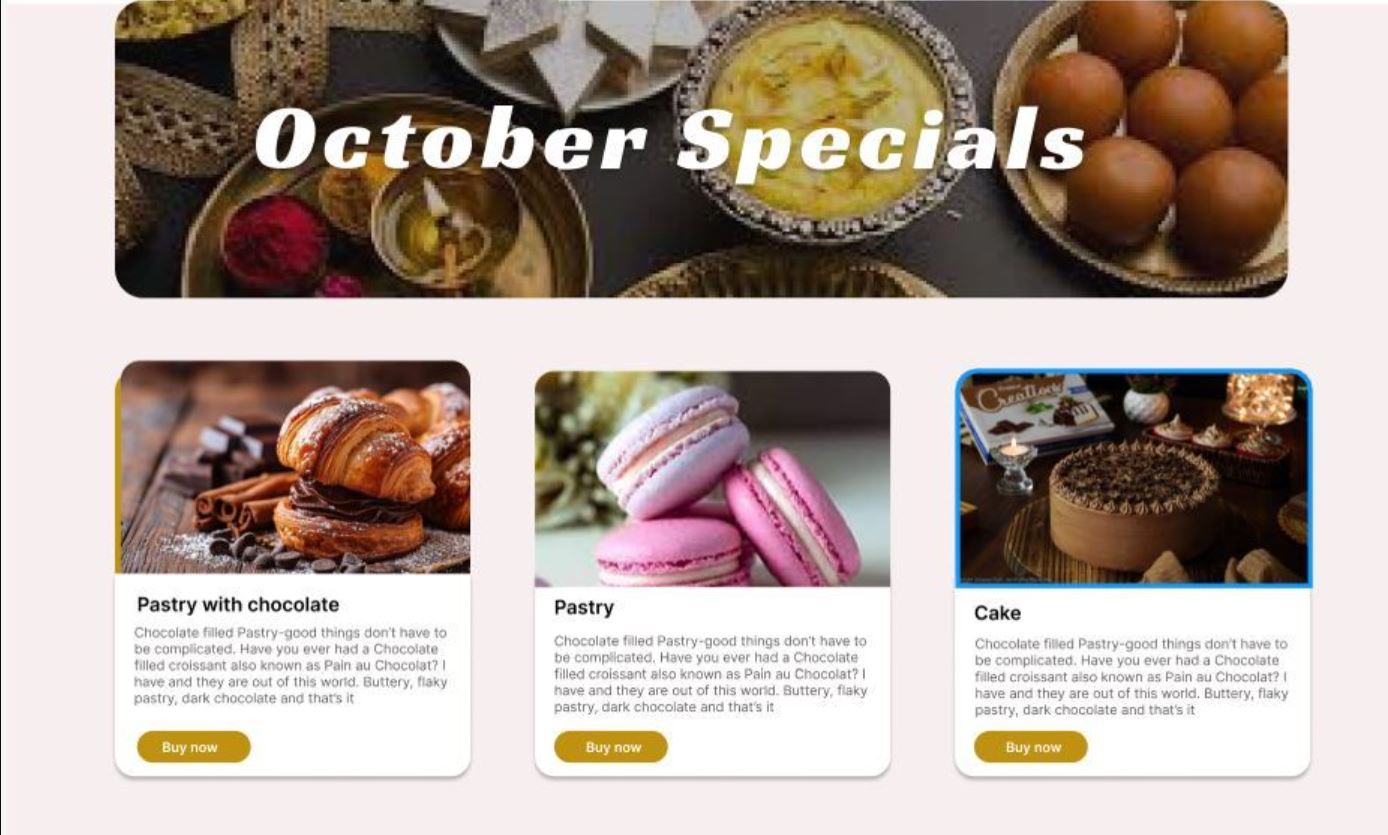 October Specials
Creations
Pastry with chocolate
Chocolate filled Pastry-good things don't have to
be complicated. Have you ever had a Chocolate
filled croissant also known as Pain au Chocolat? I
have and they are out of this world. Buttery, flaky
pastry, dark chocolate and that's it
Buy now
Pastry
Chocolate filled Pastry-good things don't have to
be complicated. Have you ever had a Chocolate
filled croissant also known as Pain au Chocolat? I
have and they are out of this world. Buttery, flaky
pastry, dark chocolate and that's it
Buy now
Cake
Chocolate filled Pastry-good things don't have to
be complicated. Have you ever had a Chocolate
filled croissant also known as Pain au Chocolat? I
have and they are out of this world. Buttery, flaky
pastry, dark chocolate and that's it
Buy now